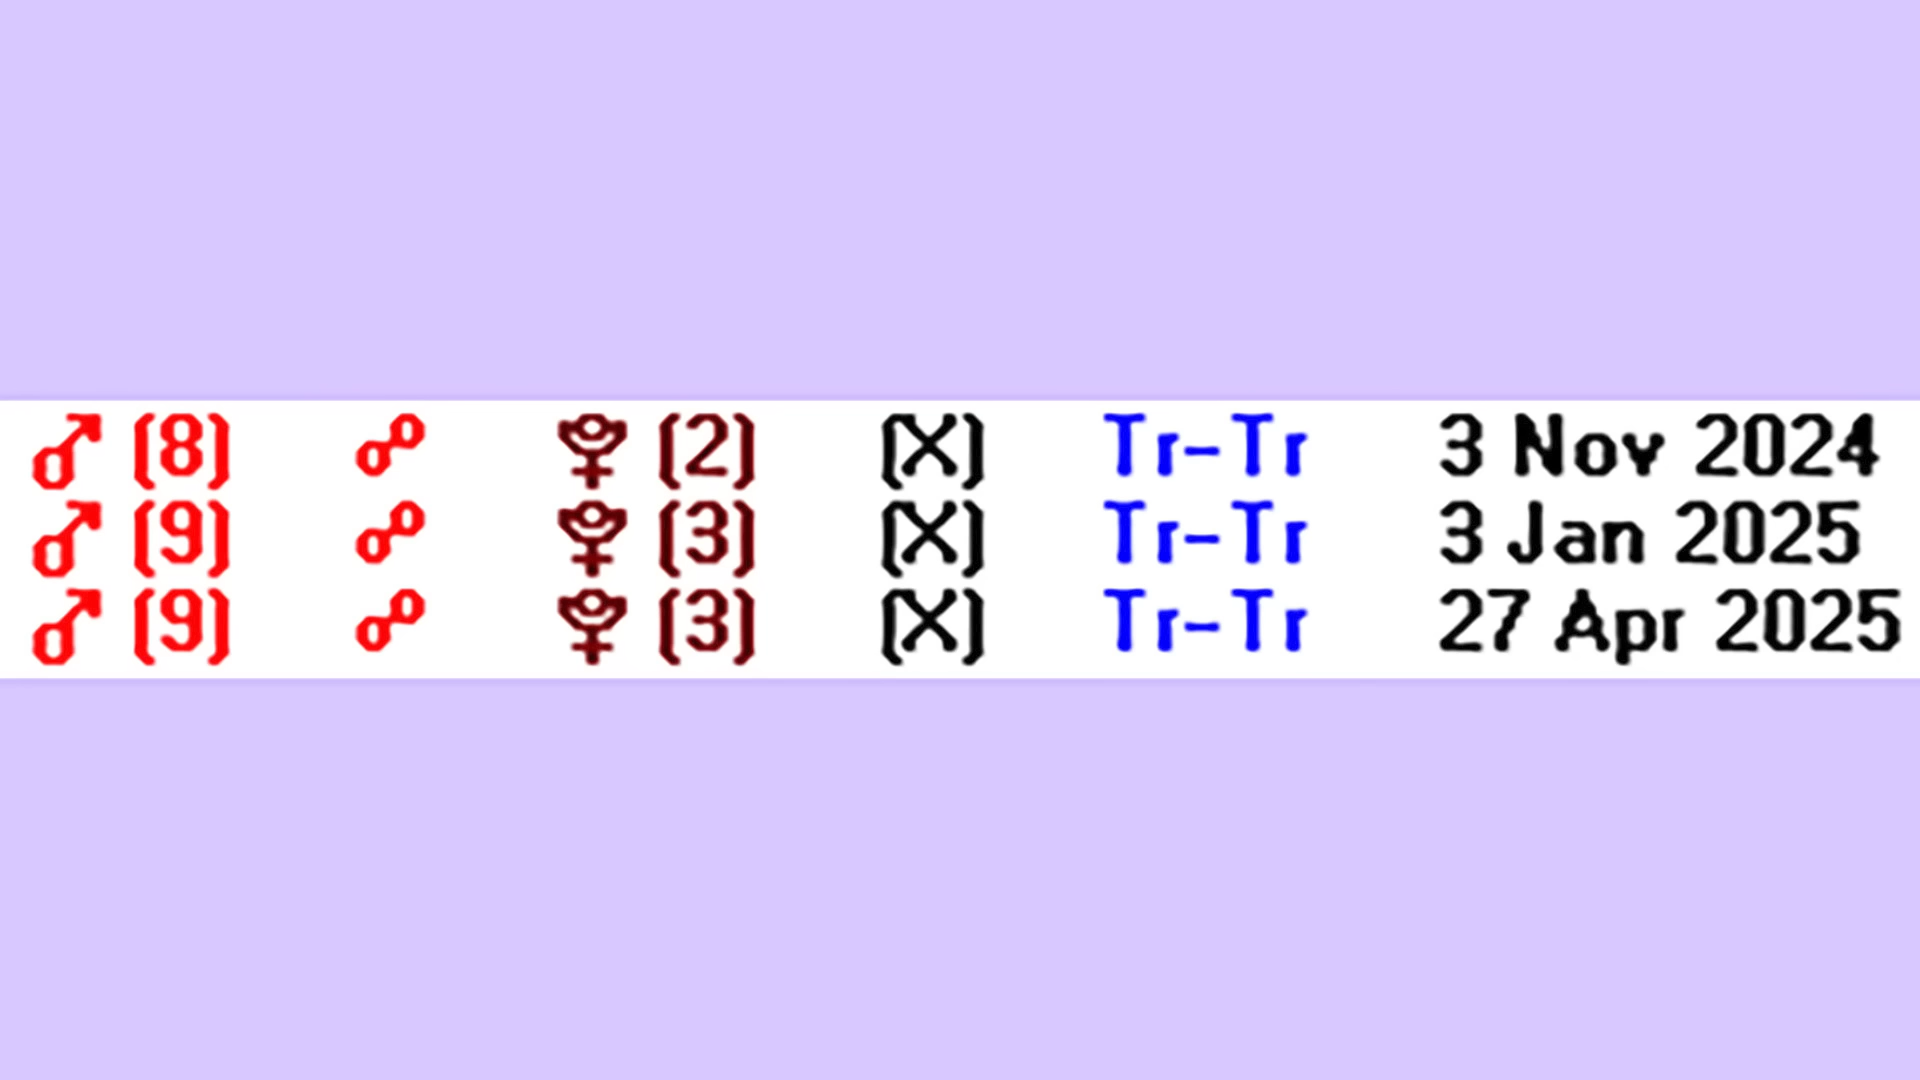 ♂ (8) ☍ ♇ (2) (X) Tr-Tr 3 Nov 2024
♂ (9) ☍ ♇ (3) (X) Tr-Tr 3 Jan 2025
♂ (9) ☍ ♇ (3) (X) Tr-Tr 27 Apr 2025